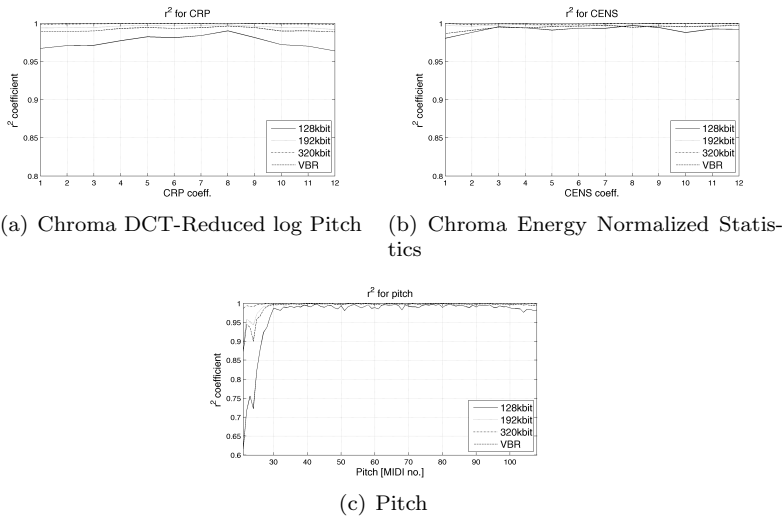 r² for CRP
1
0.95
0.9
0.85
0.8
r² coefficient
128kbit
192kbit
320kbit
VBR
1 2 3 4 5 6 7 8 9 10 11 12
CRP coeff.
(a) Chroma DCT-Reduced log Pitch
r² for CENS
1
0.95
0.9
0.85
0.8
r² coefficient
128kbit
192kbit
320kbit
VBR
1 2 3 4 5 6 7 8 9 10 11 12
CENS coeff.
(b) Chroma Energy Normalized Statis-
tics
r² for pitch
1
0.95
0.9
0.85
0.8
0.75
0.7
0.65
0.6
r² coefficient
128kbit
192kbit
320kbit
VBR
30 40 50 60 70 80 90 100
Pitch [MIDI no.]
(c) Pitch